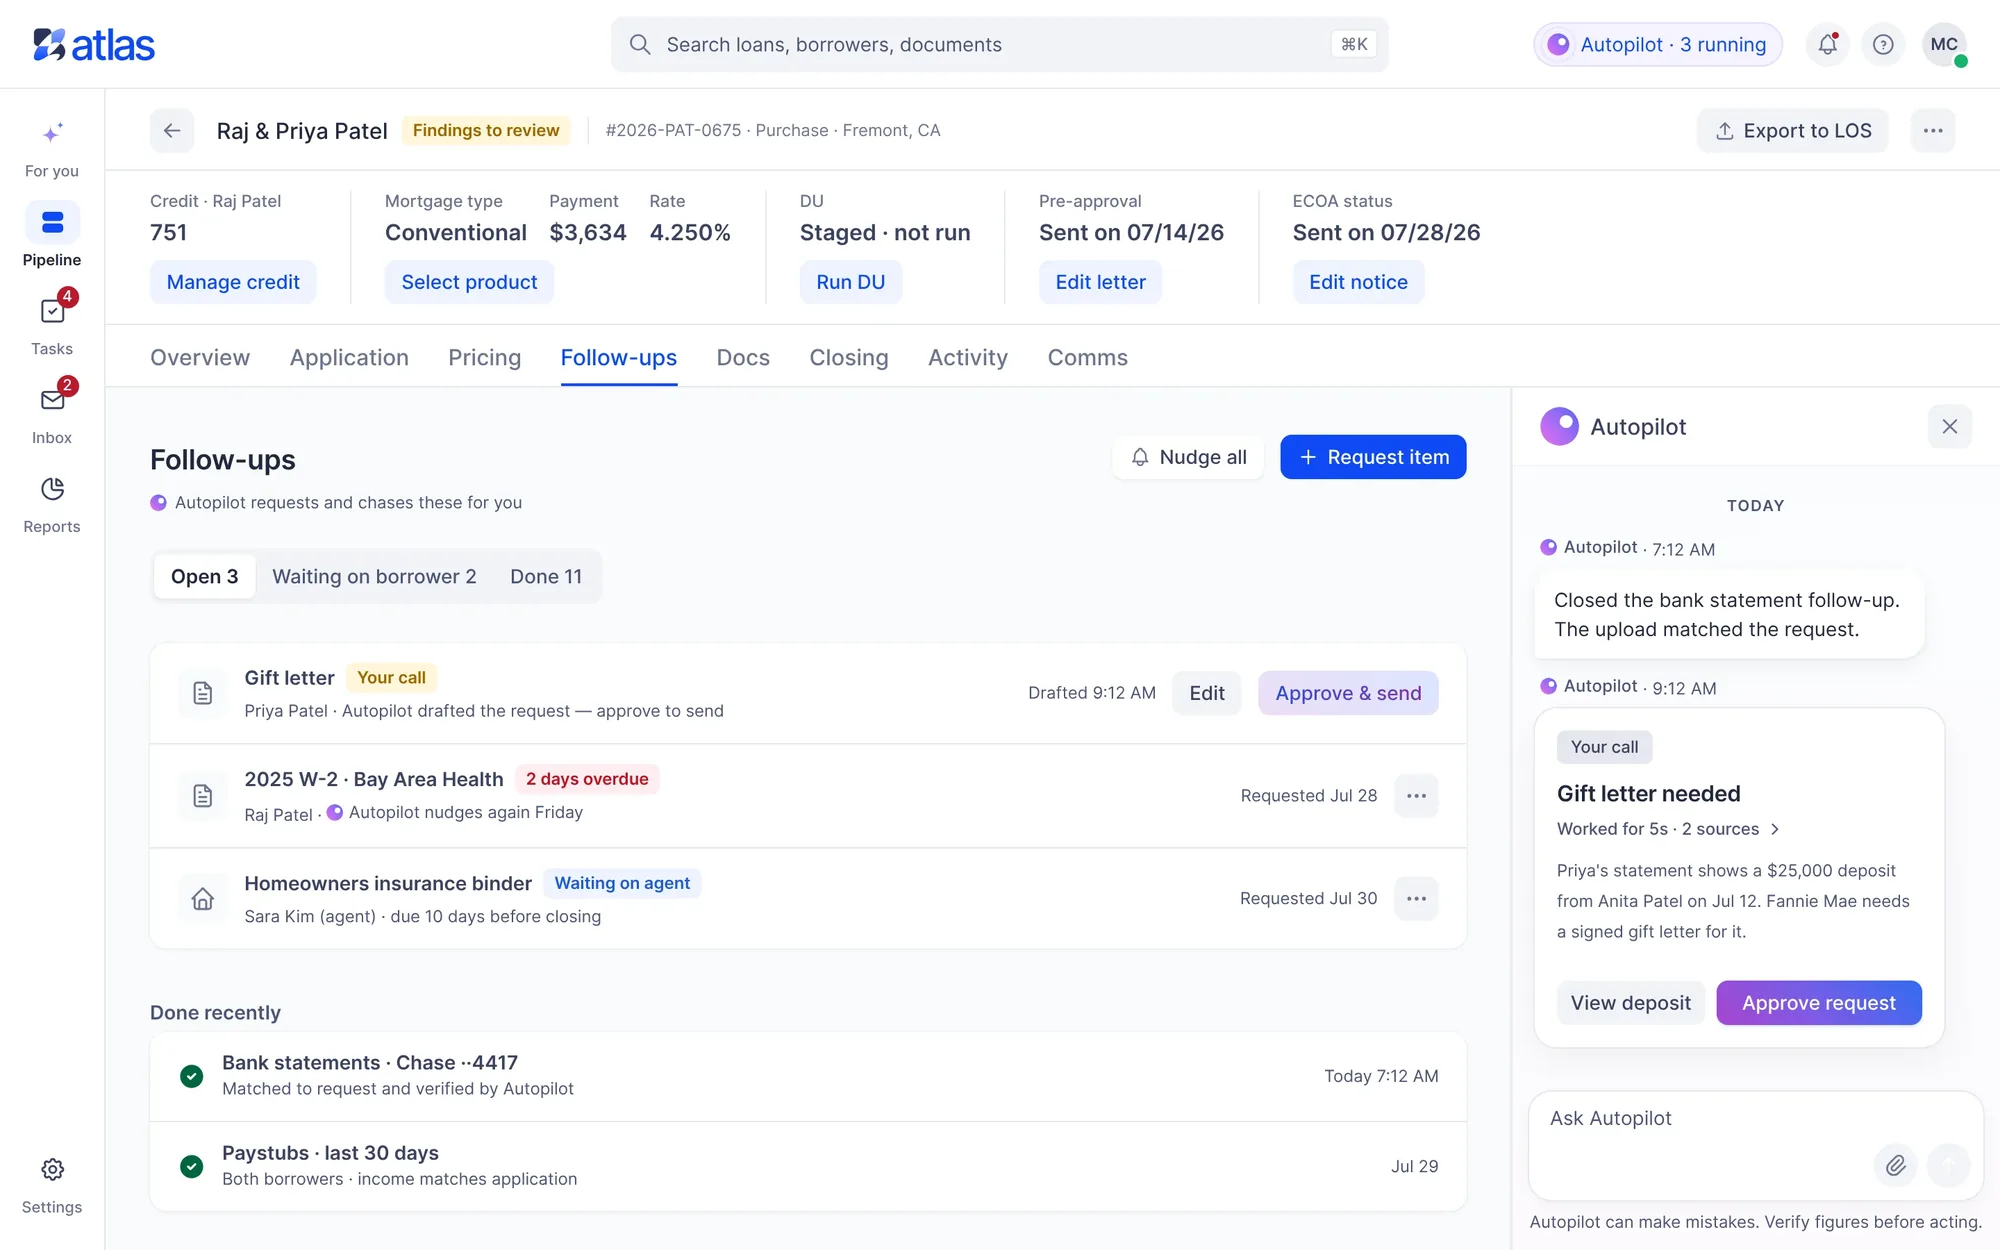 atlas
Search loans, borrowers, documents
⌘K
Autopilot · 3 running
MC
For you
Pipeline
4
Tasks
2
Inbox
Reports
Settings
Raj & Priya Patel
Findings to review
#2026-PAT-0675 · Purchase · Fremont, CA
Export to LOS
Credit · Raj Patel
751
Manage credit
Mortgage type
Conventional
Payment
$3,634
Rate
4.250%
Select product
DU
Staged · not run
Run DU
Pre-approval
Sent on 07/14/26
Edit letter
ECOA status
Sent on 07/28/26
Edit notice
Overview
Application
Pricing
Follow-ups
Docs
Closing
Activity
Comms
Follow-ups
Autopilot requests and chases these for you
Nudge all
Request item
Open 3
Waiting on borrower 2
Done 11
Gift letter
Your call
Priya Patel · Autopilot drafted the request — approve to send
Drafted 9:12 AM
Edit
Approve & send
2025 W-2 · Bay Area Health
2 days overdue
Raj Patel · Autopilot nudges again Friday
Requested Jul 28
Homeowners insurance binder
Waiting on agent
Sara Kim (agent) · due 10 days before closing
Requested Jul 30
Done recently
Bank statements · Chase ··4417
Matched to request and verified by Autopilot
Today 7:12 AM
Paystubs · last 30 days
Both borrowers · income matches application
Jul 29
Autopilot
TODAY
Autopilot · 7:12 AM
Closed the bank statement follow-up.
The upload matched the request.
Autopilot · 9:12 AM
Your call
Gift letter needed
Worked for 5s · 2 sources
Priya's statement shows a $25,000 deposit
from Anita Patel on Jul 12. Fannie Mae needs
a signed gift letter for it.
View deposit
Approve request
Ask Autopilot
Autopilot can make mistakes. Verify figures before acting.